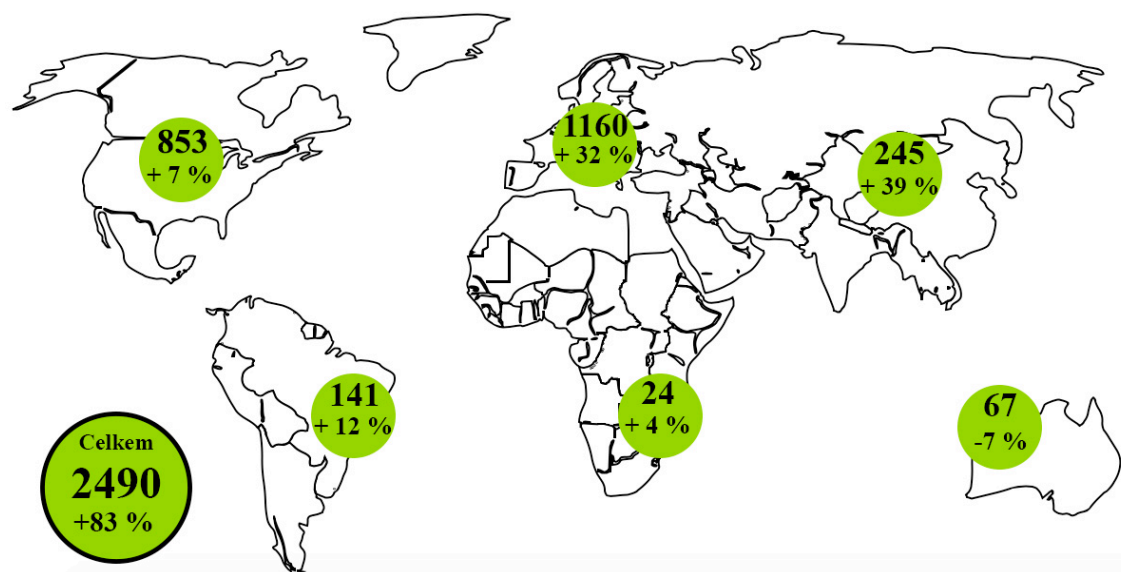 853
+ 7 %
1160
+ 32 %
245
+ 39 %
141
+ 12 %
24
+ 4 %
67
-7 %
Celkem
2490
+83 %